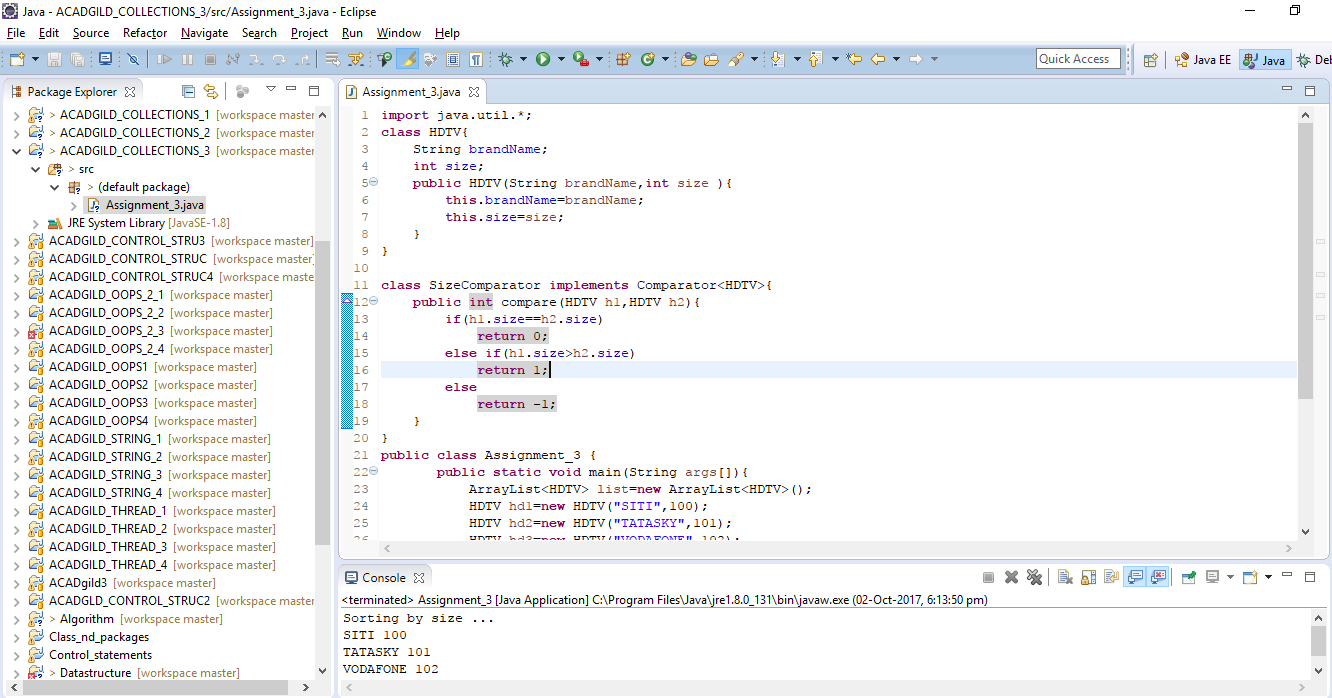 Java - ACADGILD_COLLECTIONS_3/src/Assignment_3.java - Eclipse
File Edit Source Refactor Navigate Search Project Run Window Help
Quick Access
Java EE
Java
Deb
Package Explorer
> ACADGILD_COLLECTIONS_1 [workspace master
> ACADGILD_COLLECTIONS_2 [workspace master
> ACADGILD_COLLECTIONS_3 [workspace master
> src
> (default package)
Assignment_3.java
JRE System Library [JavaSE-1.8]
ACADGILD_CONTROL_STRU3 [workspace master]
ACADGILD_CONTROL_STRUC [workspace master]
ACADGILD_CONTROL_STRUC4 [workspace maste
ACADGILD_OOPS_2_1 [workspace master]
ACADGILD_OOPS_2_2 [workspace master]
ACADGILD_OOPS_2_3 [workspace master]
ACADGILD_OOPS_2_4 [workspace master]
ACADGILD_OOPS1 [workspace master]
ACADGILD_OOPS2 [workspace master]
ACADGILD_OOPS3 [workspace master]
ACADGILD_OOPS4 [workspace master]
ACADGILD_STRING_1 [workspace master]
ACADGILD_STRING_2 [workspace master]
ACADGILD_STRING_3 [workspace master]
ACADGILD_STRING_4 [workspace master]
ACADGILD_THREAD_1 [workspace master]
ACADGILD_THREAD_2 [workspace master]
ACADGILD_THREAD_3 [workspace master]
ACADGILD_THREAD_4 [workspace master]
ACADgild3 [workspace master]
ACADGLD_CONTROL_STRUC2 [workspace master
> Algorithm [workspace master]
Class_nd_packages
Control_statements
> Datastructure [workspace master]
Assignment_3.java
1 import java.util.*;
2 class HDTV{
3 String brandName;
4 int size;
5 public HDTV(String brandName,int size ){
6 this.brandName=brandName;
7 this.size=size;
8 }
9 }
10
11 class SizeComparator implements Comparator<HDTV>{
12 public int compare(HDTV h1,HDTV h2){
13 if(h1.size==h2.size)
14 return 0;
15 else if(h1.size>h2.size)
16 return 1;
17 else
18 return -1;
19 }
20 }
21 public class Assignment_3 {
22 public static void main(String args[]){
23 ArrayList<HDTV> list=new ArrayList<HDTV>();
24 HDTV hd1=new HDTV("SITI",100);
25 HDTV hd2=new HDTV("TATASKY",101);
26 HDTV hd3=new HDTV("VODAFONE",102);
Console
<terminated> Assignment_3 [Java Application] C:\Program Files\Java\jre1.8.0_131\bin\javaw.exe (02-Oct-2017, 6:13:50 pm)
Sorting by size ...
SITI 100
TATASKY 101
VODAFONE 102